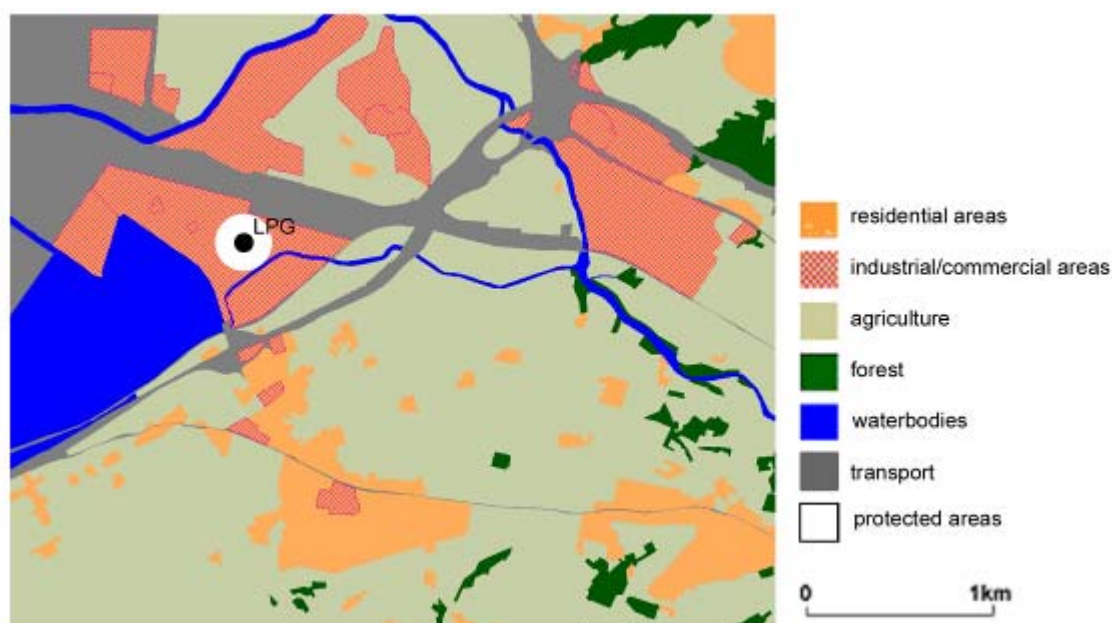 LPG
residential areas
industrial/commercial areas
agriculture
forest
waterbodies
transport
protected areas
0 1km